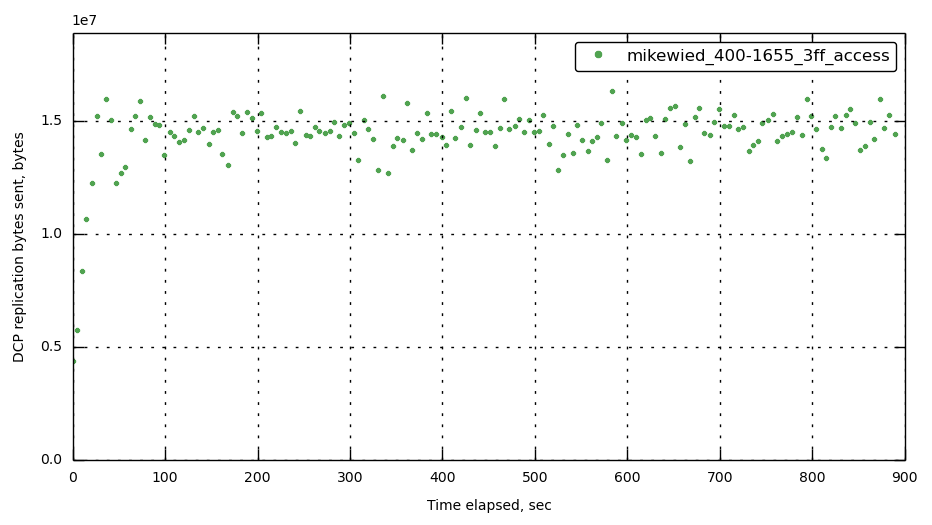 1e7
mikewied_400-1655_3ff_access
1.5
1.0
0.5
0.0
DCP replication bytes sent, bytes
0 100 200 300 400 500 600 700 800 900
Time elapsed, sec